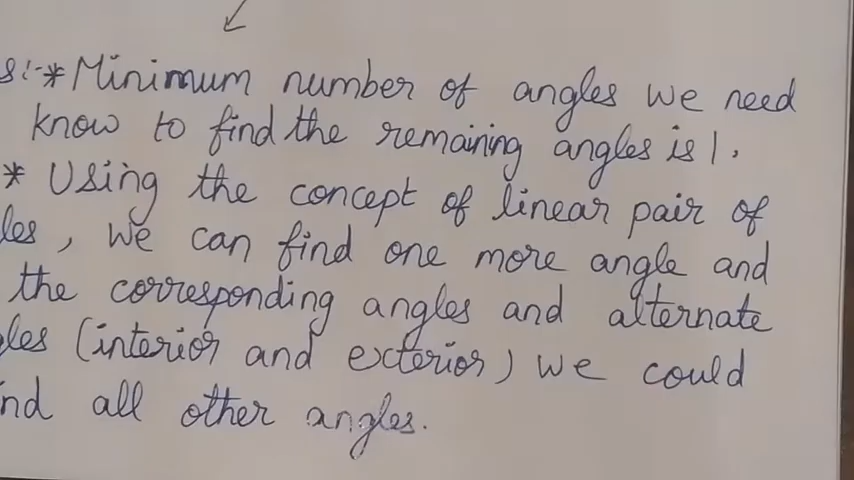 s:-* Minimum number of angles we need
know to find the remaining angles is 1.
* Using the concept of linear pair of
les, we can find one more angle and
the corresponding angles and alternate
gles (interior and exterior) we could
nd all other angles.